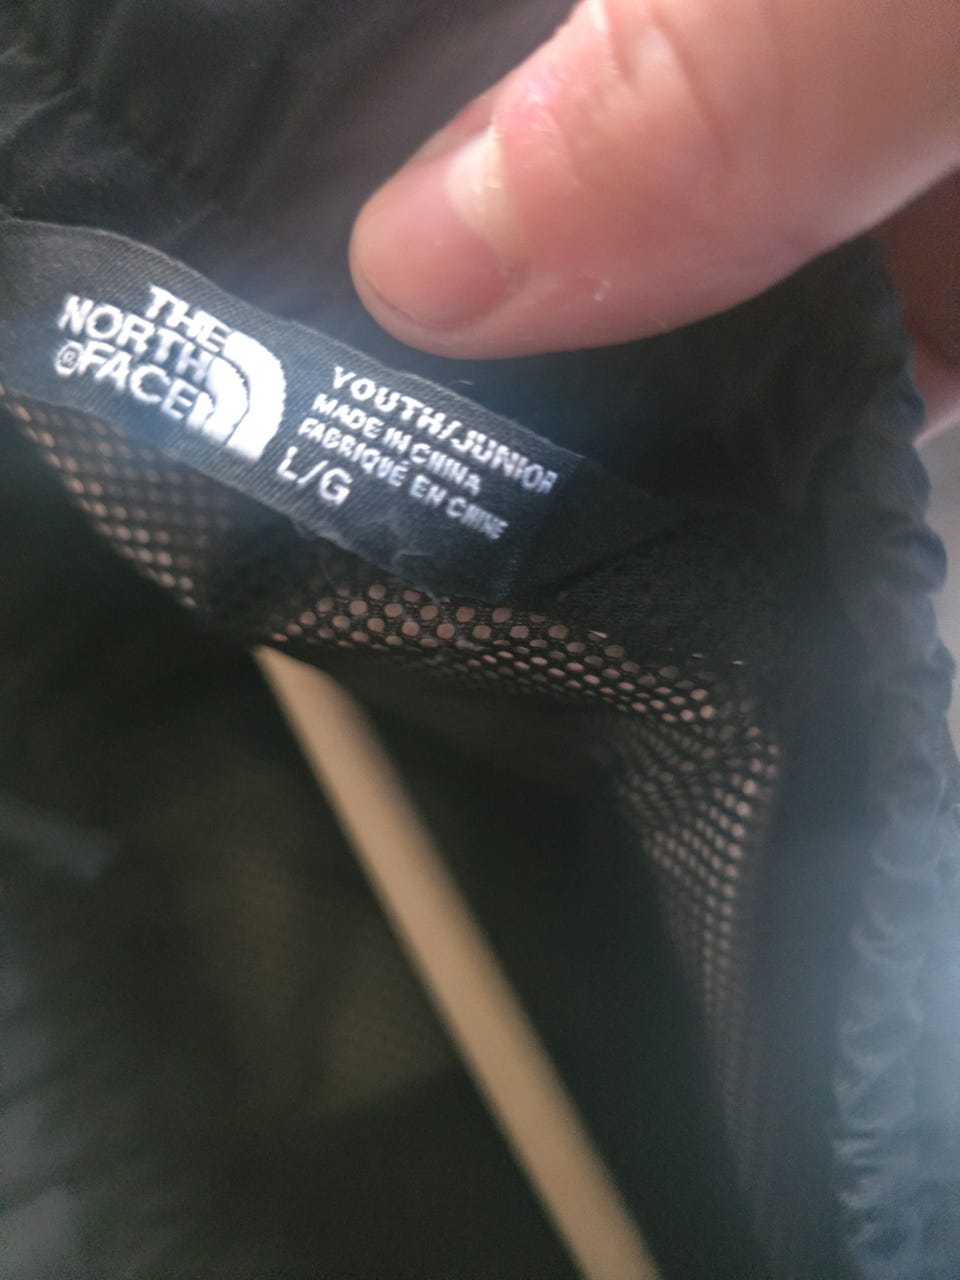 THE
NORTH
®FACE
YOUTH/JUNIOR
MADE IN CHINA
FABRIQUÉ EN CHINE
L/G